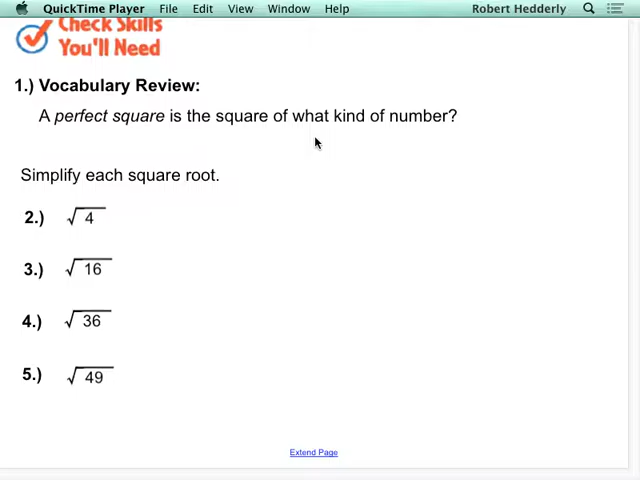 QuickTime Player File Edit View Window Help Robert Hedderly
Check Skills
You'll Need
1.) Vocabulary Review:
A perfect square is the square of what kind of number?
Simplify each square root.
2.) √4
3.) √16
4.) √36
5.) √49
Extend Page